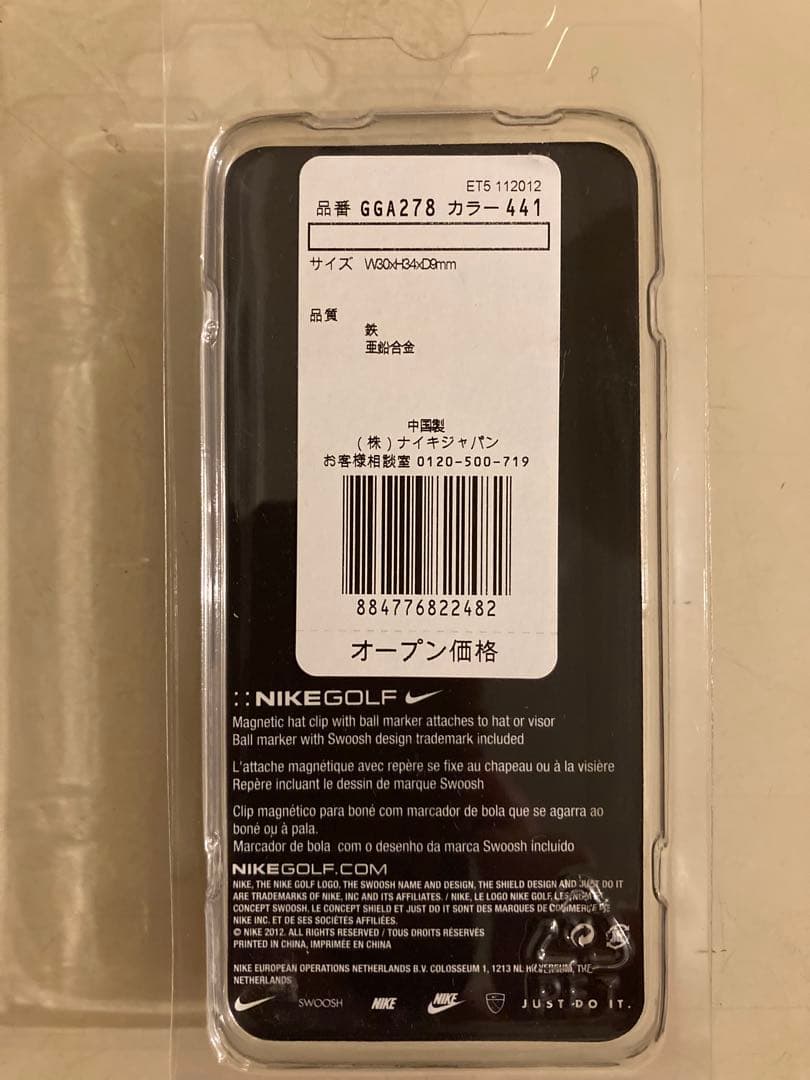 ET5 112012
品番 GGA278 カラー 441
サイズ W30xH34xD9mm
品質
鉄
亜鉛合金
中国製
(株)ナイキジャパン
お客様相談室 0120-500-719
884776822482
オープン価格
NIKEGOLF
Magnetic hat clip with ball marker attaches to hat or visor
Ball marker with Swoosh design trademark included
L'attache magnétique avec repère se fixe au chapeau ou à la visière
Repère incluant le dessin de marque Swoosh
Clip magnético para boné com marcador de bola que se agarra ao
boné ou à pala.
Marcador de bola com o desenho da marca Swoosh incluído
NIKEGOLF.COM
NIKE, THE NIKE GOLF LOGO, THE SWOOSH NAME AND DESIGN, THE SHIELD DESIGN AND JUST DO IT
ARE TRADEMARKS OF NIKE, INC AND ITS AFFILIATES. / NIKE, LE LOGO NIKE GOLF, LES NOM ET
CONCEPT SWOOSH, LE CONCEPT SHIELD ET JUST DO IT SONT DES MARQUES DE COMMERCE DE
NIKE INC. ET DE SES SOCIÉTÉS AFFILIÉES.
© NIKE 2012. ALL RIGHTS RESERVED / TOUS DROITS RÉSERVÉS
PRINTED IN CHINA, IMPRIMÉE EN CHINA
NIKE EUROPEAN OPERATIONS NETHERLANDS B.V. COLOSSEUM 1, 1213 NL HILVERSUM, THE
NETHERLANDS
SWOOSH NIKE NIKE JUST DO IT.
PET